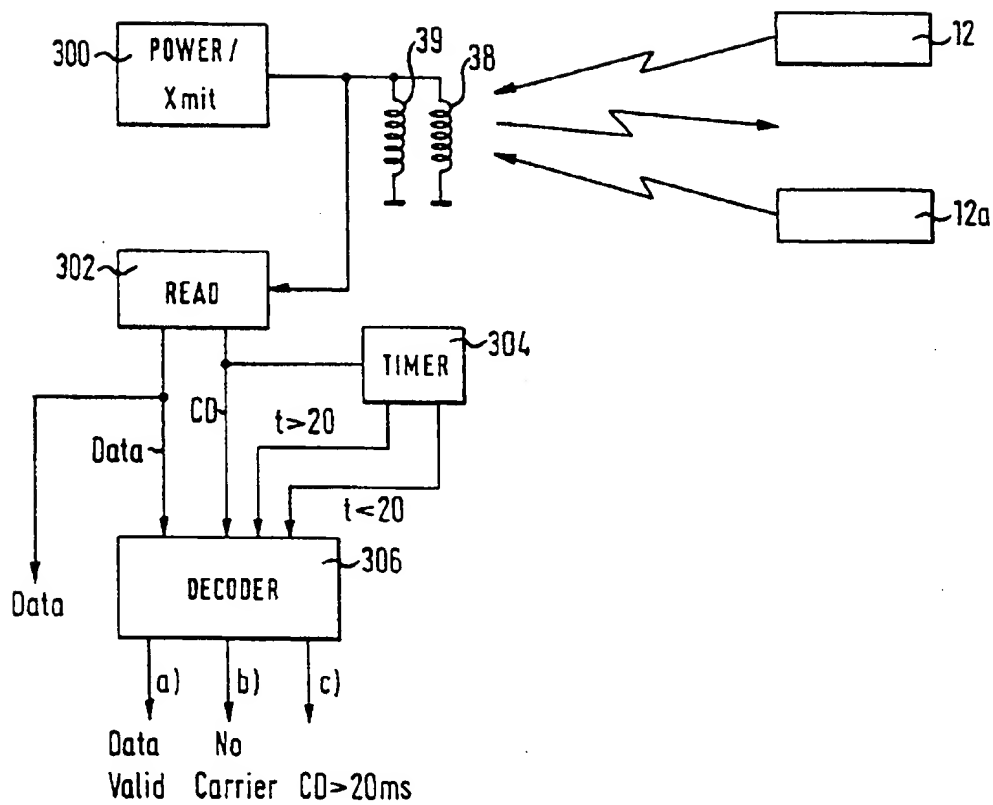 300
POWER/
Xmit
39
38
12
12a
302
READ
TIMER
304
CD
t>20
Data
t<20
DECODER
306
Data
a)
b)
c)
Data
Valid
No
Carrier
CD>20ms